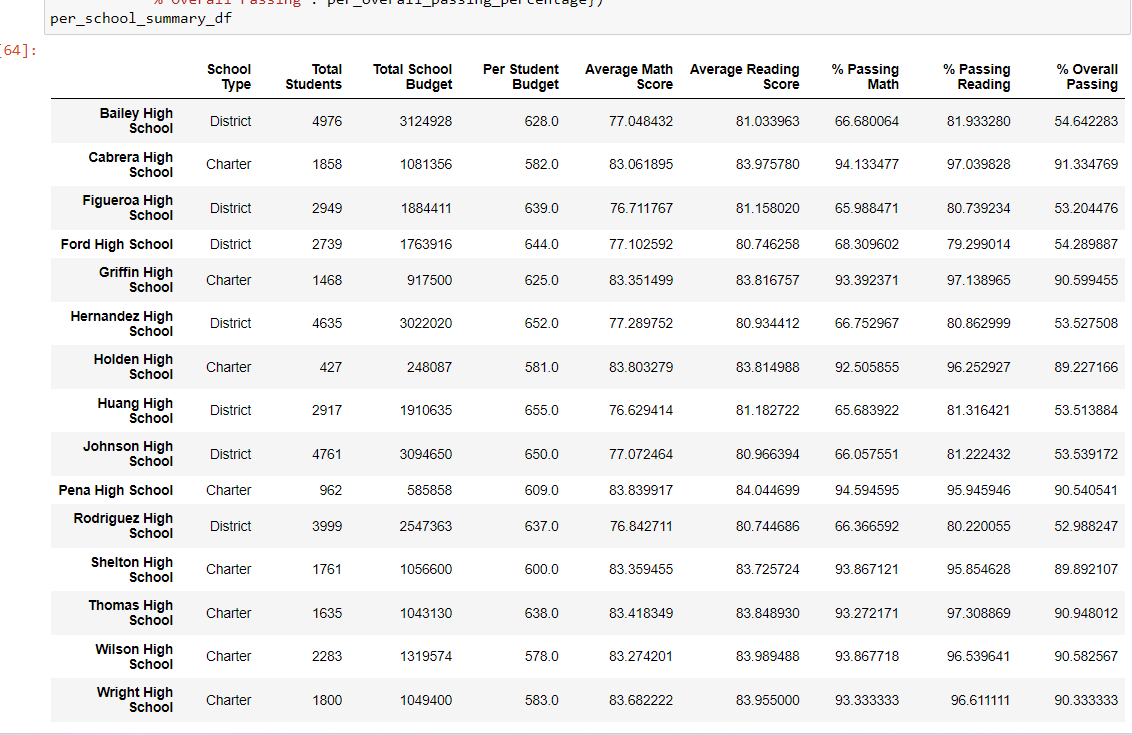 "% Overall Passing": per_overall_passing_percentage})
per_school_summary_df
[64]:
School Type Total Students Total School Budget Per Student Budget Average Math Score Average Reading Score % Passing Math % Passing Reading % Overall Passing
Bailey High School District 4976 3124928 628.0 77.048432 81.033963 66.680064 81.933280 54.642283
Cabrera High School Charter 1858 1081356 582.0 83.061895 83.975780 94.133477 97.039828 91.334769
Figueroa High School District 2949 1884411 639.0 76.711767 81.158020 65.988471 80.739234 53.204476
Ford High School District 2739 1763916 644.0 77.102592 80.746258 68.309602 79.299014 54.289887
Griffin High School Charter 1468 917500 625.0 83.351499 83.816757 93.392371 97.138965 90.599455
Hernandez High School District 4635 3022020 652.0 77.289752 80.934412 66.752967 80.862999 53.527508
Holden High School Charter 427 248087 581.0 83.803279 83.814988 92.505855 96.252927 89.227166
Huang High School District 2917 1910635 655.0 76.629414 81.182722 65.683922 81.316421 53.513884
Johnson High School District 4761 3094650 650.0 77.072464 80.966394 66.057551 81.222432 53.539172
Pena High School Charter 962 585858 609.0 83.839917 84.044699 94.594595 95.945946 90.540541
Rodriguez High School District 3999 2547363 637.0 76.842711 80.744686 66.366592 80.220055 52.988247
Shelton High School Charter 1761 1056600 600.0 83.359455 83.725724 93.867121 95.854628 89.892107
Thomas High School Charter 1635 1043130 638.0 83.418349 83.848930 93.272171 97.308869 90.948012
Wilson High School Charter 2283 1319574 578.0 83.274201 83.989488 93.867718 96.539641 90.582567
Wright High School Charter 1800 1049400 583.0 83.682222 83.955000 93.333333 96.611111 90.333333